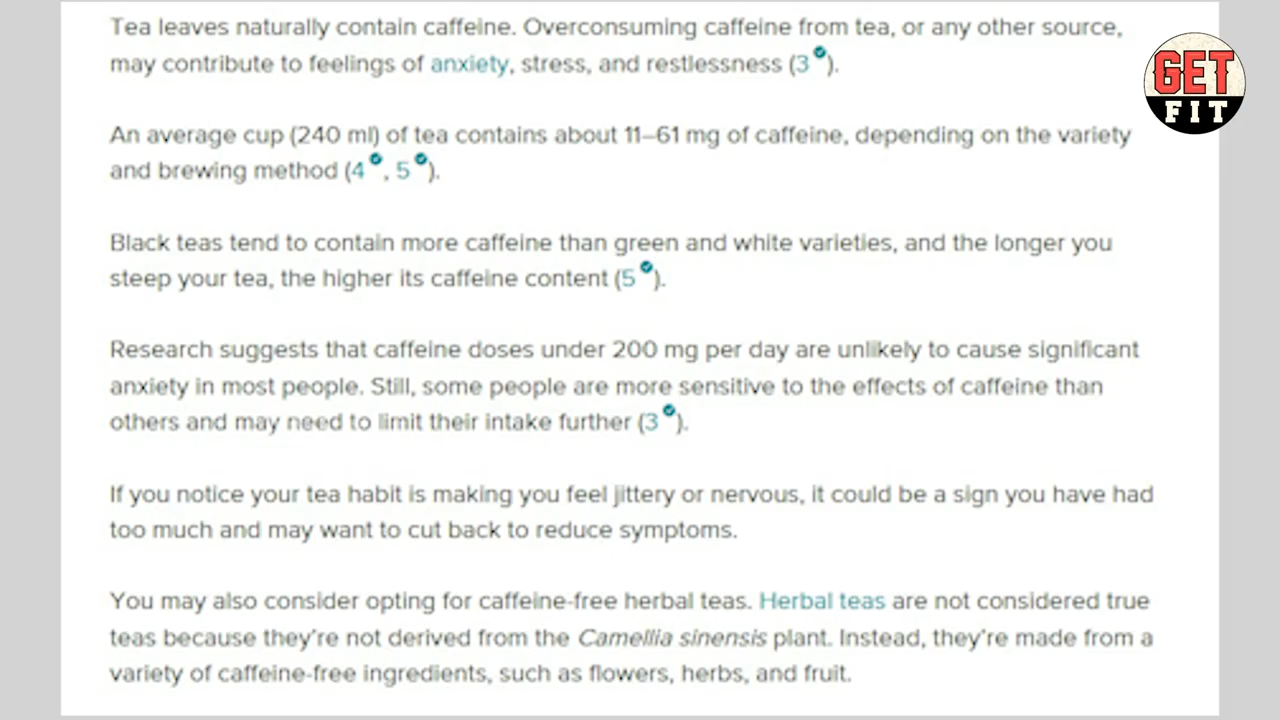 Tea leaves naturally contain caffeine. Overconsuming caffeine from tea, or any other source,
may contribute to feelings of anxiety, stress, and restlessness (3).
GET
FIT
An average cup (240 ml) of tea contains about 11–61 mg of caffeine, depending on the variety
and brewing method (4, 5).
Black teas tend to contain more caffeine than green and white varieties, and the longer you
steep your tea, the higher its caffeine content (5).
Research suggests that caffeine doses under 200 mg per day are unlikely to cause significant
anxiety in most people. Still, some people are more sensitive to the effects of caffeine than
others and may need to limit their intake further (3).
If you notice your tea habit is making you feel jittery or nervous, it could be a sign you have had
too much and may want to cut back to reduce symptoms.
You may also consider opting for caffeine-free herbal teas. Herbal teas are not considered true
teas because they're not derived from the Camellia sinensis plant. Instead, they're made from a
variety of caffeine-free ingredients, such as flowers, herbs, and fruit.